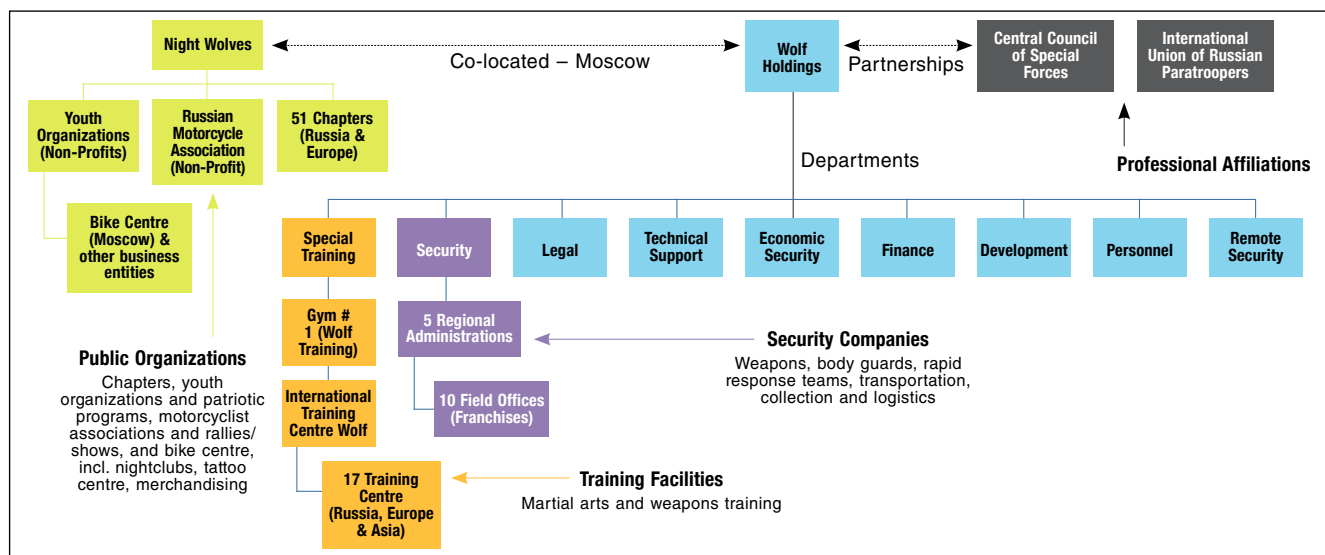 Night Wolves
Co-located – Moscow
Wolf
Holdings
Partnerships
Central Council
of Special
Forces
International
Union of Russian
Paratroopers
Youth
Organizations
(Non-Profits)
Russian
Motorcycle
Association
(Non-Profit)
51 Chapters
(Russia &
Europe)
Departments
Professional Affiliations
Bike Centre
(Moscow) &
other business
entities
Special
Training
Security
Legal
Technical
Support
Economic
Security
Finance
Development
Personnel
Remote
Security
Gym #
1 (Wolf
Training)
5 Regional
Administrations
Public Organizations
Chapters, youth
organizations and patriotic
programs, motorcyclist
associations and rallies/
shows, and bike centre,
incl. nightclubs, tattoo
centre, merchandising
Security Companies
Weapons, body guards, rapid
response teams, transportation,
collection and logistics
International
Training
Centre Wolf
10 Field Offices
(Franchises)
17 Training
Centre
(Russia, Europe
& Asia)
Training Facilities
Martial arts and weapons training